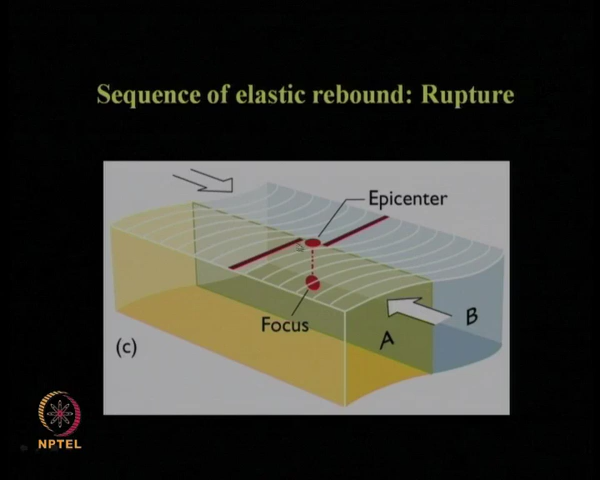 Sequence of elastic rebound: Rupture
Epicenter
Focus
A
B
(c)
NPTEL